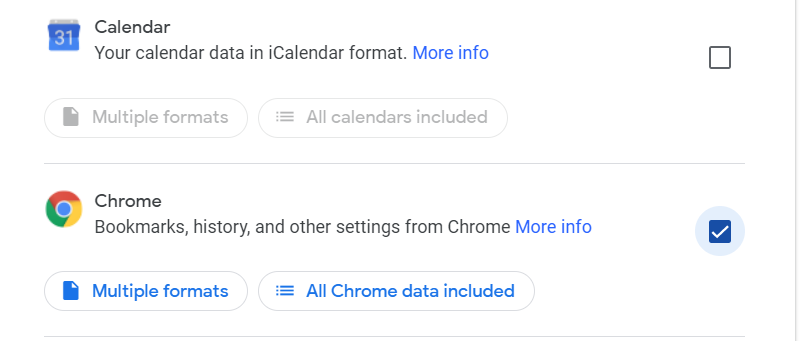 31
Calendar
Your calendar data in iCalendar format. More info
Multiple formats All calendars included
Chrome
Bookmarks, history, and other settings from Chrome More info
Multiple formats All Chrome data included